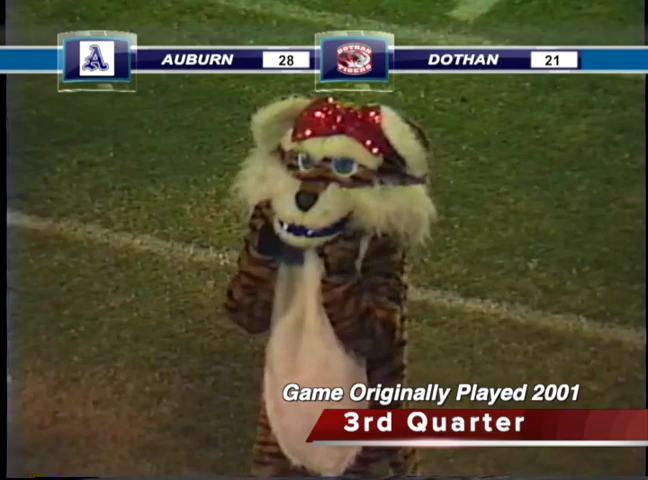 A AUBURN 28 DOTHAN TIGERS DOTHAN 21
Game Originally Played 2001
3rd Quarter